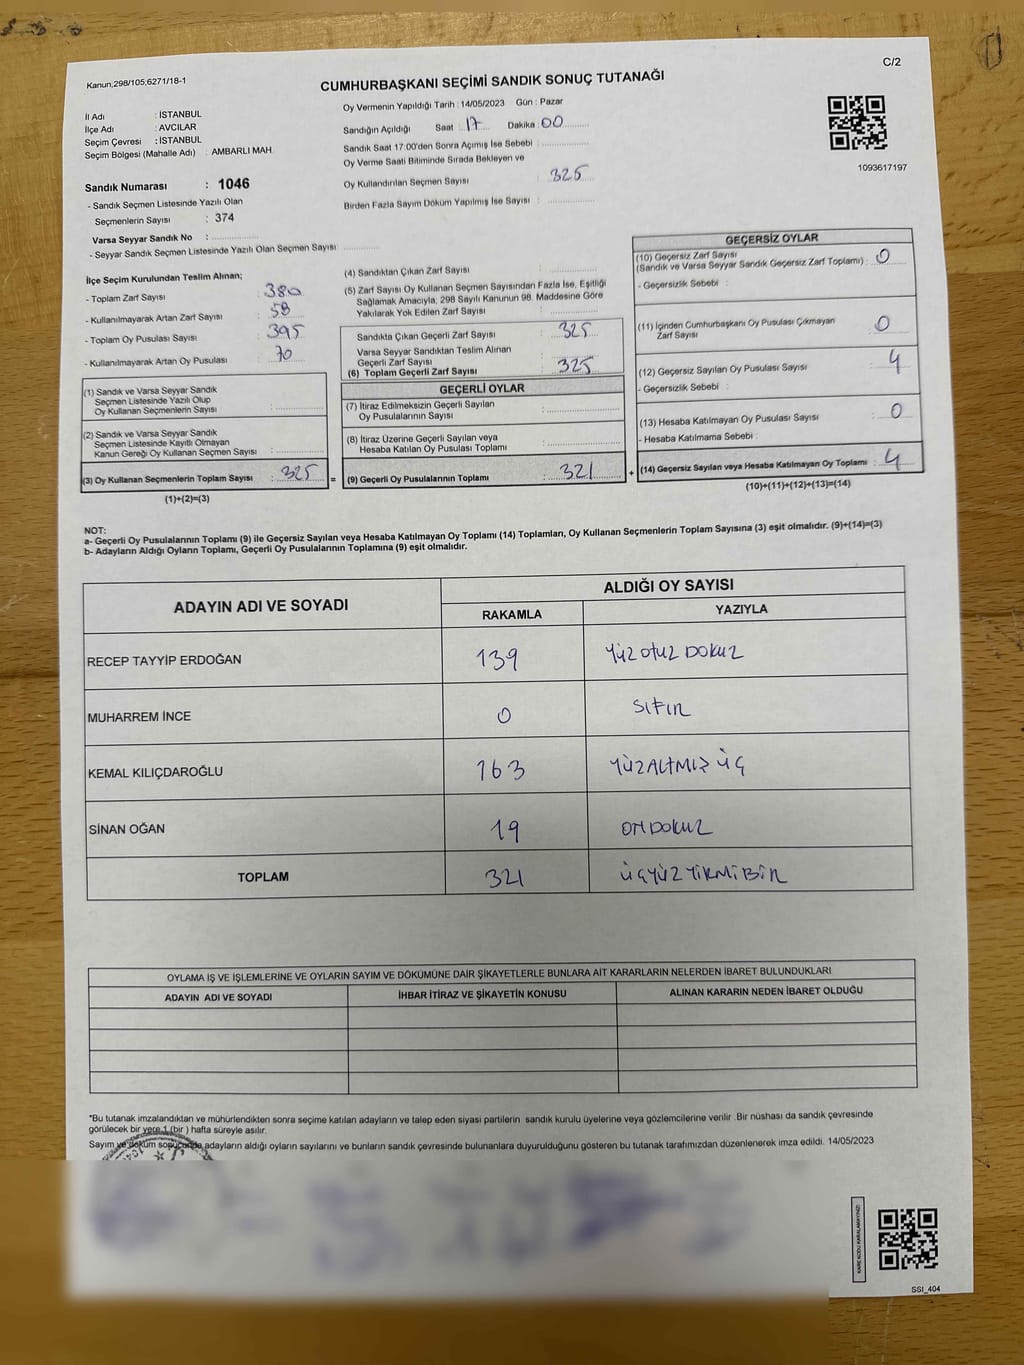 Kanun;298/105,6271/18-1
C/2
CUMHURBAŞKANI SEÇİMİ SANDIK SONUÇ TUTANAĞI
İl Adı : İSTANBUL
İlçe Adı : AVCILAR
Seçim Çevresi : İSTANBUL
Seçim Bölgesi (Mahalle Adı) : AMBARLI MAH.
Oy Vermenin Yapıldığı Tarih : 14/05/2023 Gün : Pazar
Sandığın Açıldığı Saat : 17 Dakika : 00
Sandık Saat 17:00'den Sonra Açımış İse Sebebi :
Oy Verme Saati Bitiminde Sırada Bekleyen ve
Oy Kullandırılan Seçmen Sayısı : 325
Birden Fazla Sayım Döküm Yapılmış İse Sayısı :
1093617197
Sandık Numarası : 1046
- Sandık Seçmen Listesinde Yazılı Olan
Seçmenlerin Sayısı : 374
Varsa Seyyar Sandık No :
- Seyyar Sandık Seçmen Listesinde Yazılı Olan Seçmen Sayısı :
İlçe Seçim Kurulundan Teslim Alınan;
- Toplam Zarf Sayısı : 380
- Kullanılmayarak Artan Zarf Sayısı : 58
- Toplam Oy Pusulası Sayısı : 395
- Kullanılmayarak Artan Oy Pusulası : 70
(1) Sandık ve Varsa Seyyar Sandık
Seçmen Listesinde Yazılı Olup
Oy Kullanan Seçmenlerin Sayısı :
(2) Sandık ve Varsa Seyyar Sandık
Seçmen Listesinde Kayıtlı Olmayan
Kanun Gereği Oy Kullanan Seçmen Sayısı :
(3) Oy Kullanan Seçmenlerin Toplam Sayısı : 325 =
(1)+(2)=(3)
(4) Sandıktan Çıkan Zarf Sayısı :
(5) Zarf Sayısı Oy Kullanan Seçmen Sayısından Fazla İse, Eşitliği
Sağlamak Amacıyla, 298 Sayılı Kanunun 98. Maddesine Göre
Yakılarak Yok Edilen Zarf Sayısı :
Sandıkta Çıkan Geçerli Zarf Sayısı : 325
Varsa Seyyar Sandıktan Teslim Alınan
Geçerli Zarf Sayısı :
(6) Toplam Geçerli Zarf Sayısı : 325
GEÇERLİ OYLAR
(7) İtiraz Edilmeksizin Geçerli Sayılan
Oy Pusulalarının Sayısı :
(8) İtiraz Üzerine Geçerli Sayılan veya
Hesaba Katılan Oy Pusulası Toplamı :
(9) Geçerli Oy Pusulalarının Toplamı : 321 +
GEÇERSİZ OYLAR
(10) Geçersiz Zarf Sayısı
(Sandık ve Varsa Seyyar Sandık Geçersiz Zarf Toplamı) : 0
- Geçersizlik Sebebi :
(11) İçinden Cumhurbaşkanı Oy Pusulası Çıkmayan
Zarf Sayısı : 0
(12) Geçersiz Sayılan Oy Pusulası Sayısı : 4
- Geçersizlik Sebebi :
(13) Hesaba Katılmayan Oy Pusulası Sayısı : 0
- Hesaba Katılmama Sebebi :
(14) Geçersiz Sayılan veya Hesaba Katılmayan Oy Toplamı : 4
(10)+(11)+(12)+(13)=(14)
NOT:
a- Geçerli Oy Pusulalarının Toplamı (9) ile Geçersiz Sayılan veya Hesaba Katılmayan Oy Toplamı (14) Toplamları, Oy Kullanan Seçmenlerin Toplam Sayısına (3) eşit olmalıdır. (9)+(14)=(3)
b- Adayların Aldığı Oyların Toplamı, Geçerli Oy Pusulalarının Toplamına (9) eşit olmalıdır.
ADAYIN ADI VE SOYADI
ALDIĞI OY SAYISI
RAKAMLA YAZIYLA
RECEP TAYYİP ERDOĞAN 139 YÜZ OTUZ DOKUZ
MUHARREM İNCE 0 SIFIR
KEMAL KILIÇDAROĞLU 163 YÜZALTMIŞ ÜÇ
SİNAN OĞAN 19 ONDOKUZ
TOPLAM 321 ÜÇYÜZ YİRMİ BİR
OYLAMA İŞ VE İŞLEMLERİNE VE OYLARIN SAYIM VE DÖKÜMÜNE DAİR ŞİKAYETLERLE BUNLARA AİT KARARLARIN NELERDEN İBARET BULUNDUKLARI
ADAYIN ADI VE SOYADI İHBAR İTİRAZ VE ŞİKAYETİN KONUSU ALINAN KARARIN NEDEN İBARET OLDUĞU
*Bu tutanak imzalandıktan ve mühürlendikten sonra seçime katılan adayların ve talep eden siyasi partilerin sandık kurulu üyelerine veya gözlemcilerine verilir .Bir nüshası da sandık çevresinde
görülecek bir yere 1 (bir ) hafta süreyle asılır.
Sayım ve döküm sonucunda adayların aldığı oyların sayılarını ve bunların sandık çevresinde bulunanlara duyurulduğunu gösteren bu tutanak tarafımızdan düzenlenerek imza edildi. 14/05/2023
KARE KODU KARALAMAYINIZ!
SSI_404